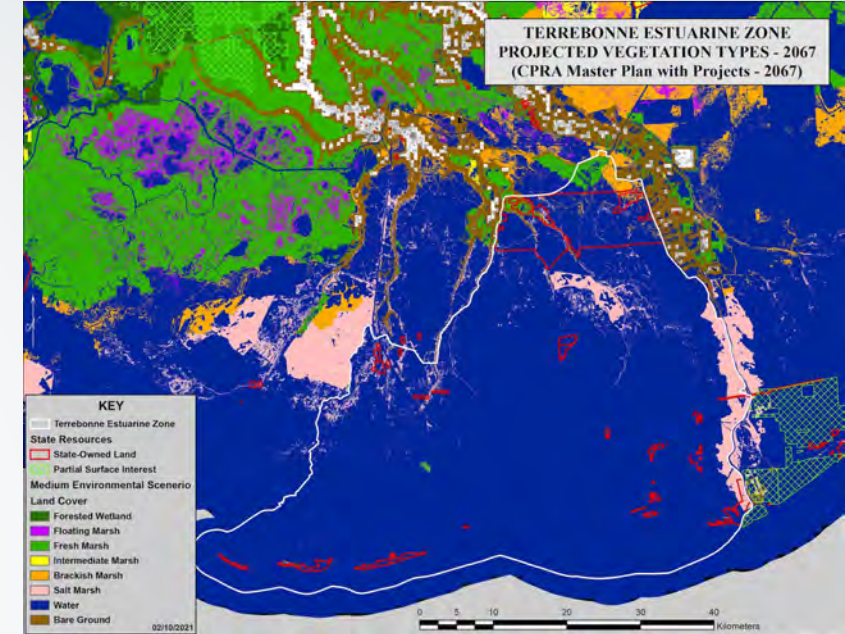 TERREBONNE ESTUARINE ZONE
PROJECTED VEGETATION TYPES - 2067
(CPRA Master Plan with Projects - 2067)
KEY
Terrebonne Estuarine Zone
State Resources
State-Owned Land
Partial Surface Interest
Medium Environmental Scenerio
Land Cover
Forested Wetland
Floating Marsh
Fresh Marsh
Intermediate Marsh
Brackish Marsh
Salt Marsh
Water
Bare Ground
02/10/2021
0 5 10 20 30 40
Kilometers